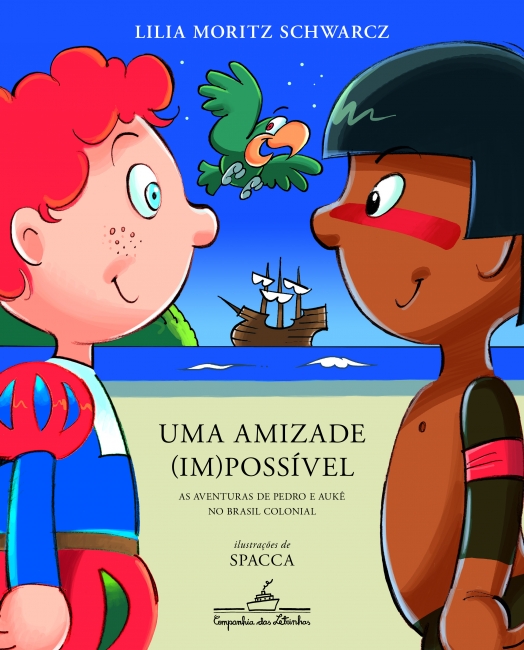 LILIA MORITZ SCHWARCZ
UMA AMIZADE
(IM)POSSÍVEL
AS AVENTURAS DE PEDRO E AUKÊ
NO BRASIL COLONIAL
ilustrações de
SPACCA
Companhia das Letrinhas